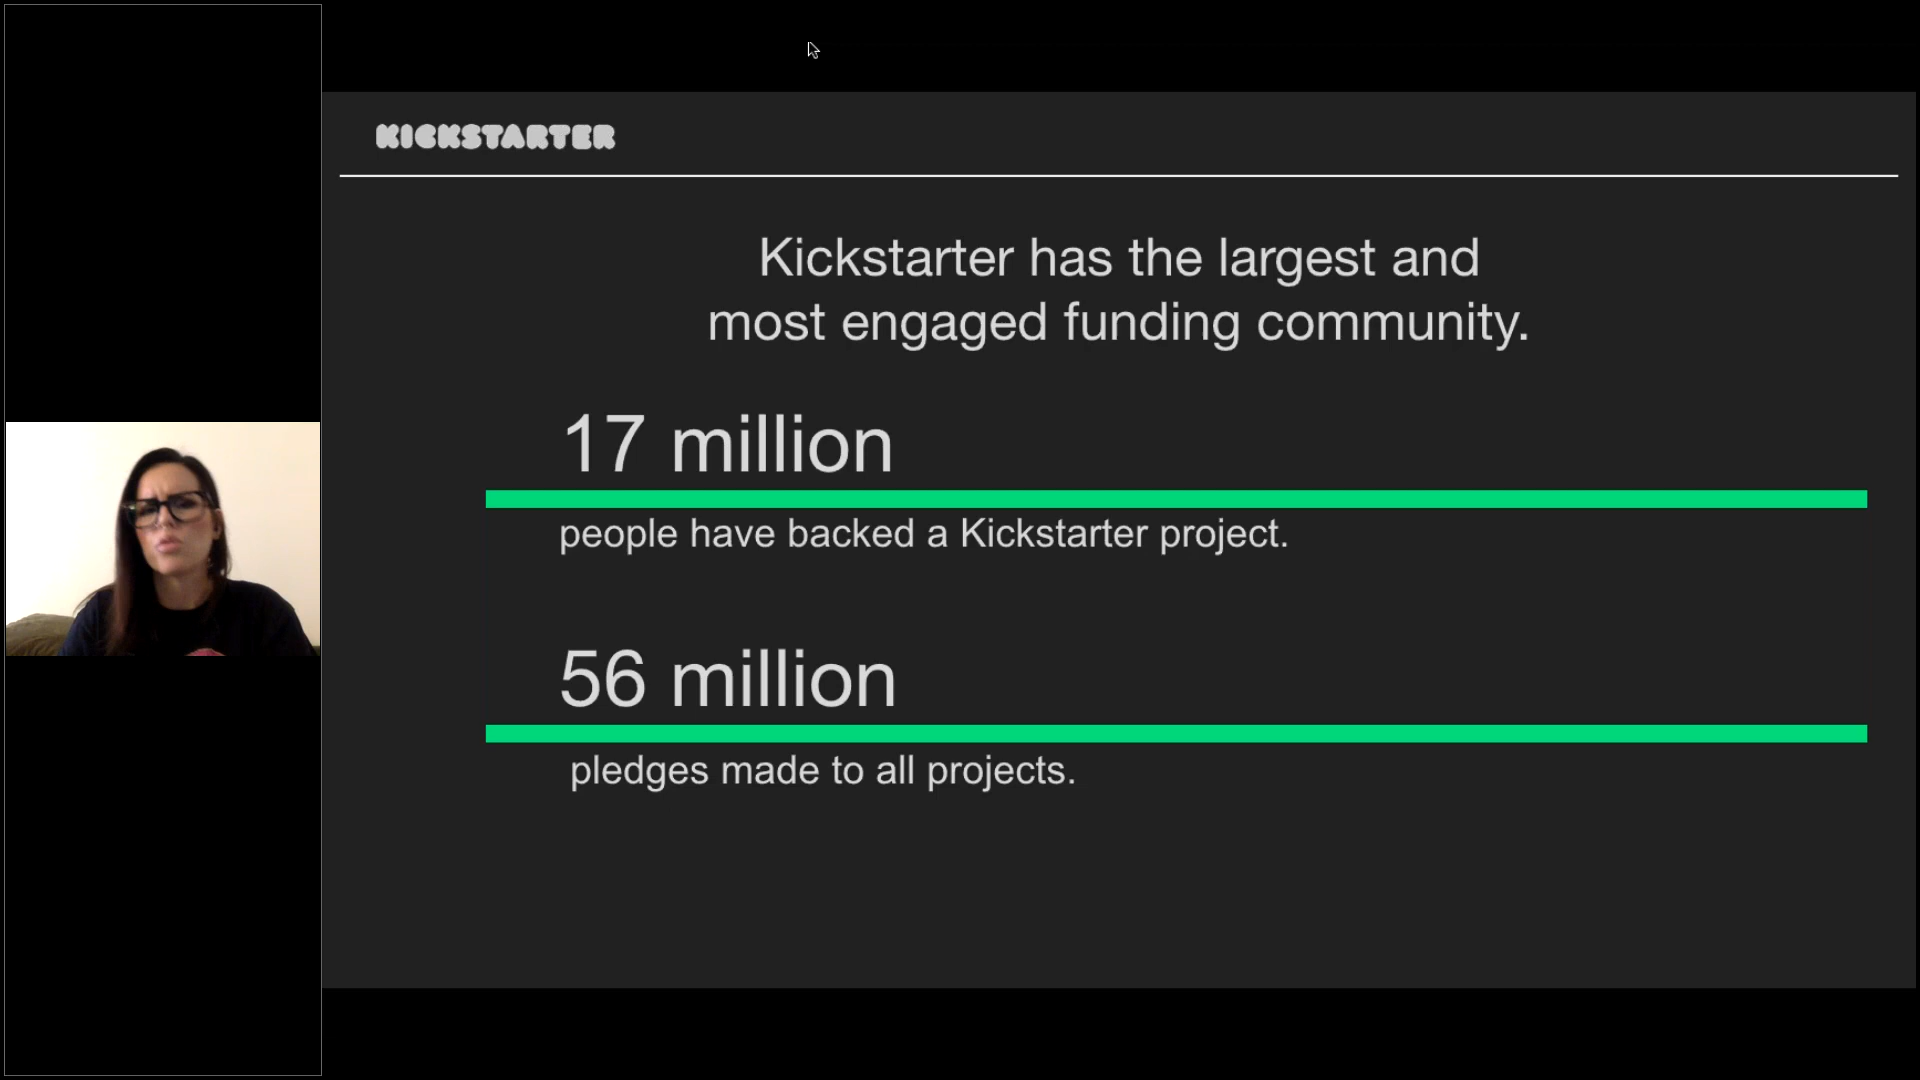 KICKSTARTER
Kickstarter has the largest and
most engaged funding community.
17 million
people have backed a Kickstarter project.
56 million
pledges made to all projects.